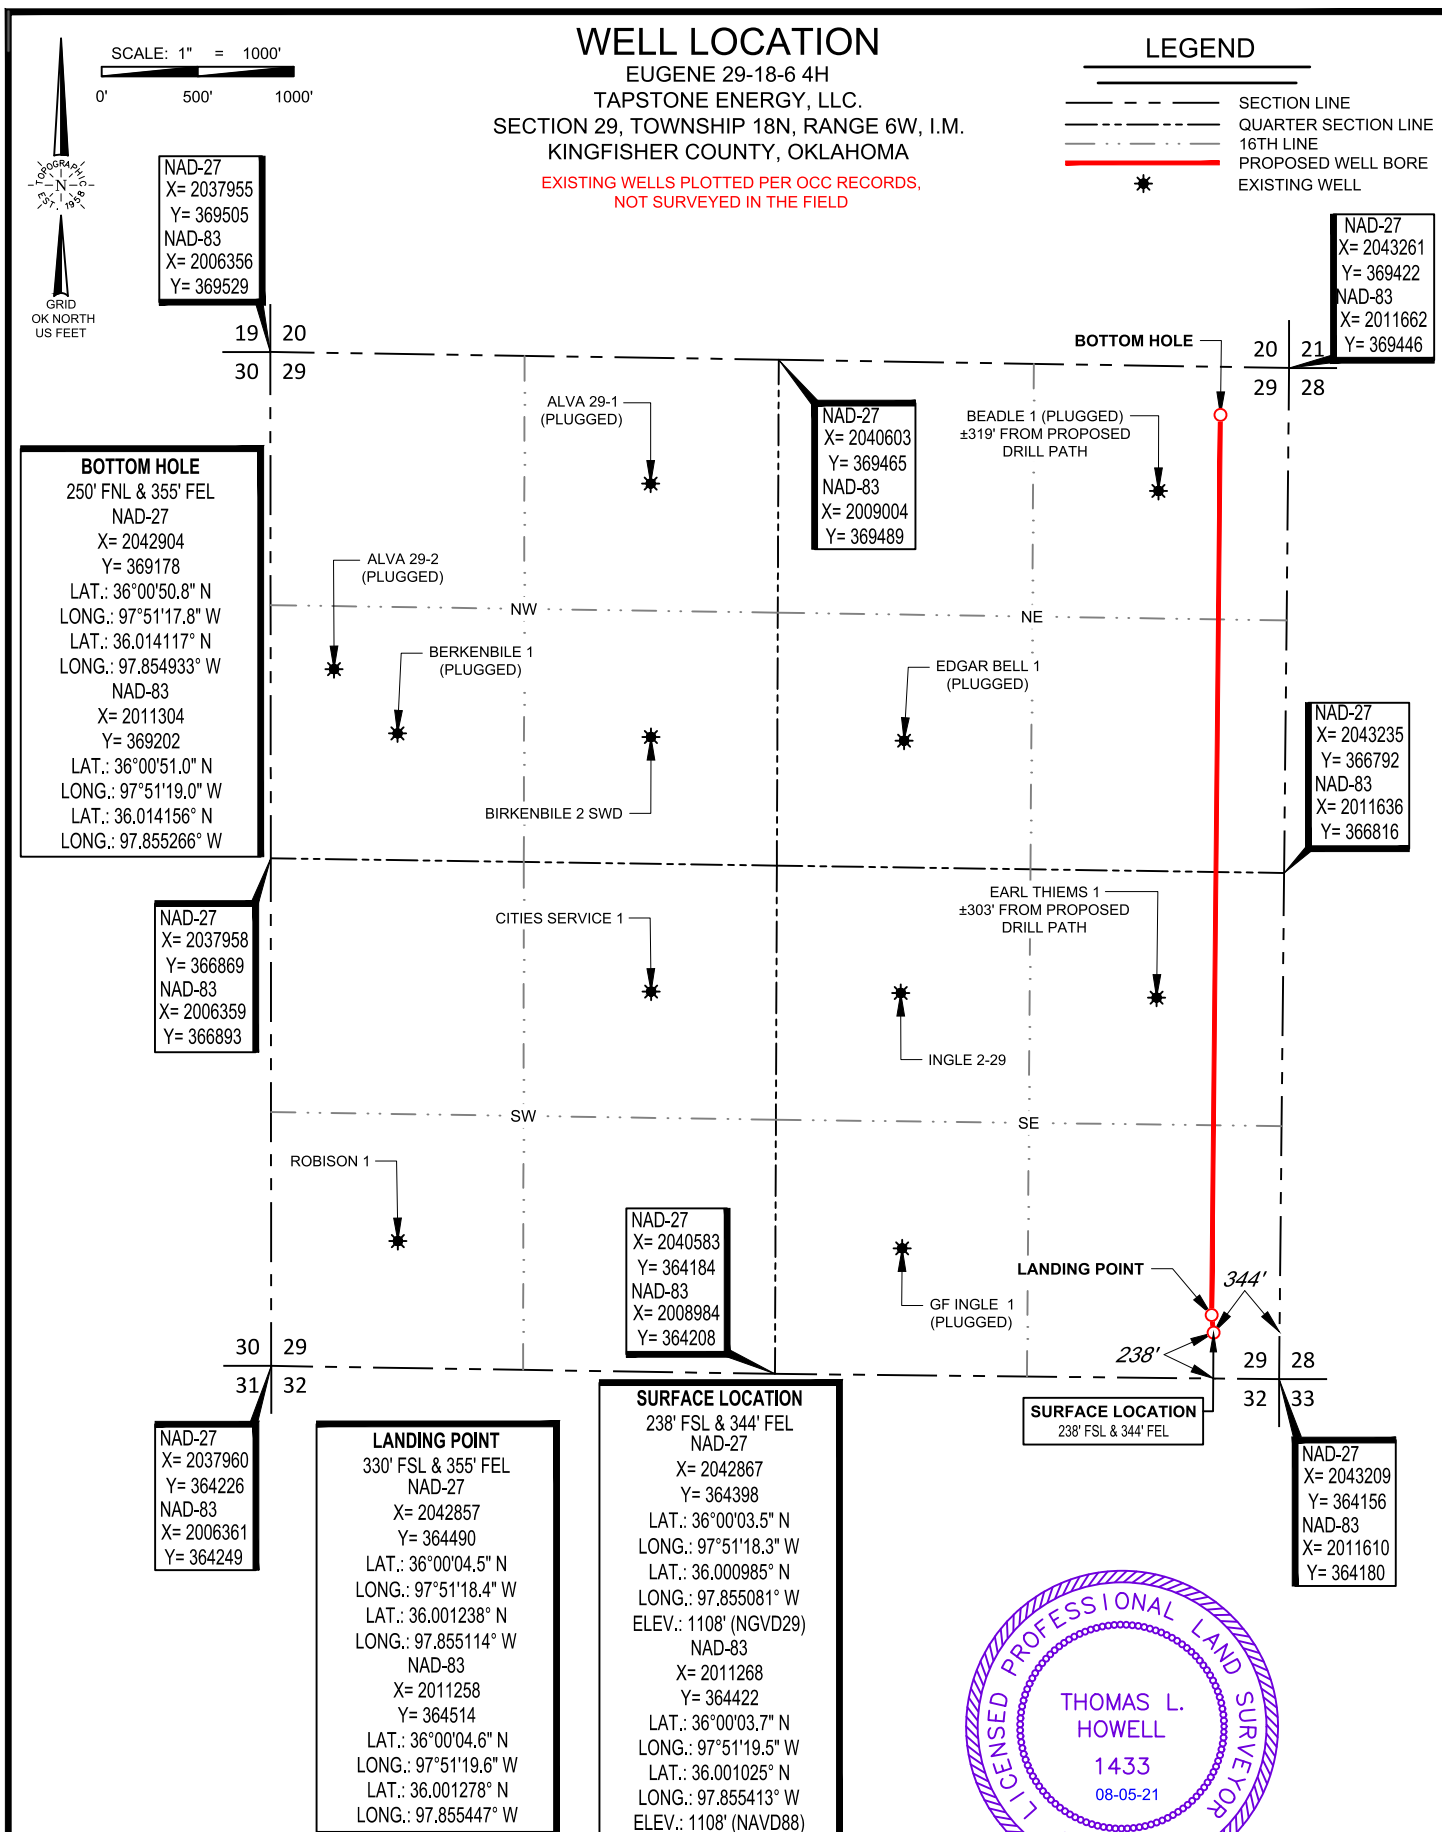 WELL LOCATION
EUGENE 29-18-6 4H
TAPSTONE ENERGY, LLC.
SECTION 29, TOWNSHIP 18N, RANGE 6W, I.M.
KINGFISHER COUNTY, OKLAHOMA
EXISTING WELLS PLOTTED PER OCC RECORDS,
NOT SURVEYED IN THE FIELD
SCALE: 1" = 1000'
0' 500' 1000'
TOPOGRAPHIC
N
EST. 1958
GRID
OK NORTH
US FEET
LEGEND
SECTION LINE
QUARTER SECTION LINE
16TH LINE
PROPOSED WELL BORE
EXISTING WELL
NAD-27
X= 2037955
Y= 369505
NAD-83
X= 2006356
Y= 369529
NAD-27
X= 2043261
Y= 369422
NAD-83
X= 2011662
Y= 369446
19 20
30 29
BOTTOM HOLE
20 21
29 28
ALVA 29-1
(PLUGGED)
NAD-27
X= 2040603
Y= 369465
NAD-83
X= 2009004
Y= 369489
BEADLE 1 (PLUGGED)
±319' FROM PROPOSED
DRILL PATH
BOTTOM HOLE
250' FNL & 355' FEL
NAD-27
X= 2042904
Y= 369178
LAT.: 36°00'50.8" N
LONG.: 97°51'17.8" W
LAT.: 36.014117° N
LONG.: 97.854933° W
NAD-83
X= 2011304
Y= 369202
LAT.: 36°00'51.0" N
LONG.: 97°51'19.0" W
LAT.: 36.014156° N
LONG.: 97.855266° W
ALVA 29-2
(PLUGGED)
NW
NE
BERKENBILE 1
(PLUGGED)
EDGAR BELL 1
(PLUGGED)
BIRKENBILE 2 SWD
NAD-27
X= 2043235
Y= 366792
NAD-83
X= 2011636
Y= 366816
NAD-27
X= 2037958
Y= 366869
NAD-83
X= 2006359
Y= 366893
CITIES SERVICE 1
EARL THIEMS 1
±303' FROM PROPOSED
DRILL PATH
INGLE 2-29
SW
SE
ROBISON 1
NAD-27
X= 2040583
Y= 364184
NAD-83
X= 2008984
Y= 364208
LANDING POINT
344'
GF INGLE 1
(PLUGGED)
238'
30 29
31 32
29 28
32 33
SURFACE LOCATION
238' FSL & 344' FEL
NAD-27
X= 2037960
Y= 364226
NAD-83
X= 2006361
Y= 364249
LANDING POINT
330' FSL & 355' FEL
NAD-27
X= 2042857
Y= 364490
LAT.: 36°00'04.5" N
LONG.: 97°51'18.4" W
LAT.: 36.001238° N
LONG.: 97.855114° W
NAD-83
X= 2011258
Y= 364514
LAT.: 36°00'04.6" N
LONG.: 97°51'19.6" W
LAT.: 36.001278° N
LONG.: 97.855447° W
SURFACE LOCATION
238' FSL & 344' FEL
NAD-27
X= 2042867
Y= 364398
LAT.: 36°00'03.5" N
LONG.: 97°51'18.3" W
LAT.: 36.000985° N
LONG.: 97.855081° W
ELEV.: 1108' (NGVD29)
NAD-83
X= 2011268
Y= 364422
LAT.: 36°00'03.7" N
LONG.: 97°51'19.5" W
LAT.: 36.001025° N
LONG.: 97.855413° W
ELEV.: 1108' (NAVD88)
NAD-27
X= 2043209
Y= 364156
NAD-83
X= 2011610
Y= 364180
LICENSED PROFESSIONAL LAND SURVEYOR
THOMAS L.
HOWELL
1433
08-05-21